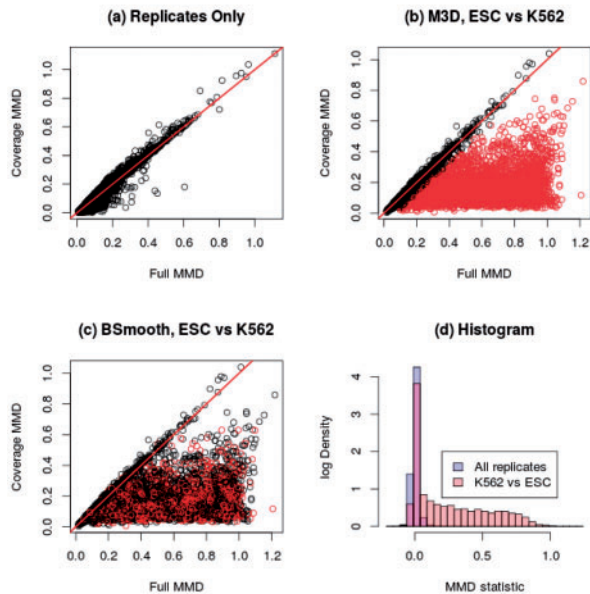 (a) Replicates Only
Coverage MMD
0.0 0.2 0.4 0.6 0.8 1.0
0.0 0.2 0.4 0.6 0.8 1.0
Full MMD
(b) M3D, ESC vs K562
Coverage MMD
0.0 0.2 0.4 0.6 0.8 1.0
0.0 0.2 0.4 0.6 0.8 1.0 1.2
Full MMD
(c) BSmooth, ESC vs K562
Coverage MMD
0.0 0.2 0.4 0.6 0.8 1.0
0.0 0.2 0.4 0.6 0.8 1.0 1.2
Full MMD
(d) Histogram
log Density
0 1 2 3 4
All replicates
K562 vs ESC
0.0 0.5 1.0
MMD statistic